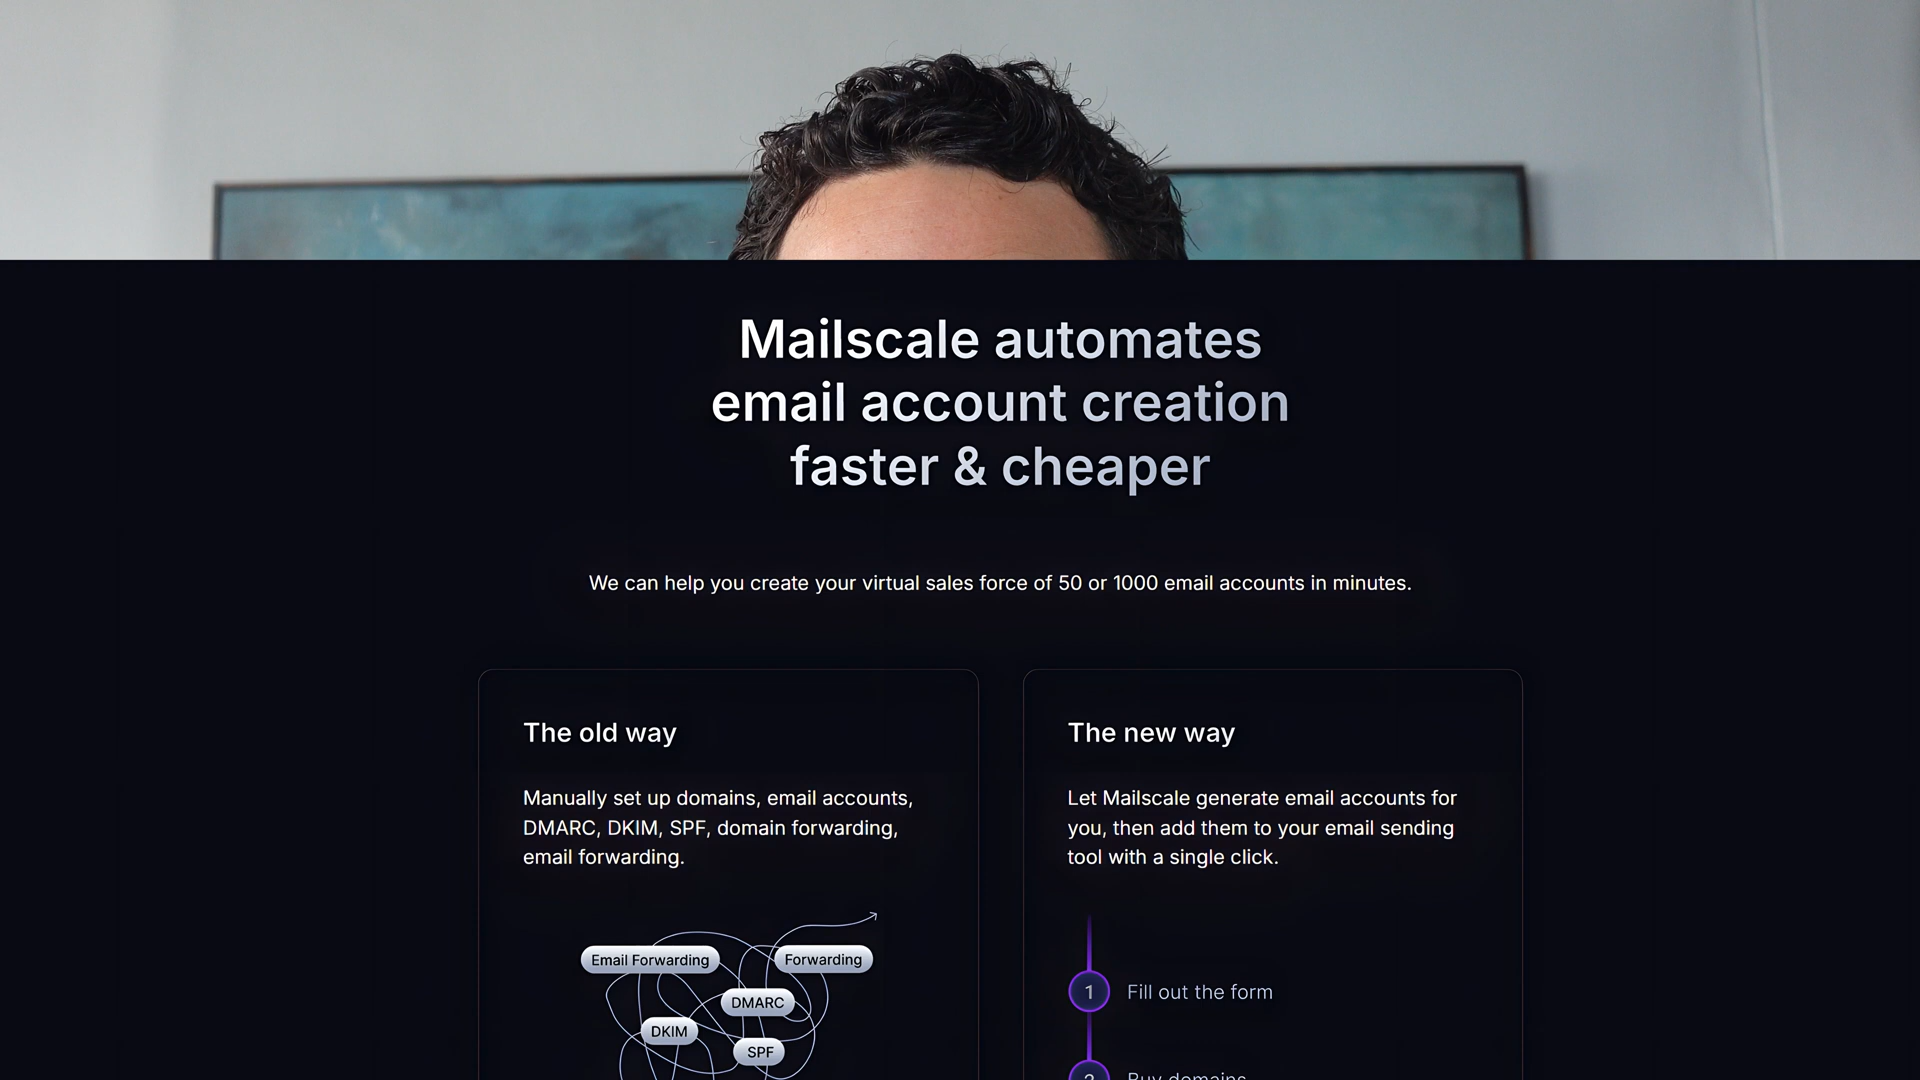 Mailscale automates
email account creation
faster & cheaper
We can help you create your virtual sales force of 50 or 1000 email accounts in minutes.
The old way
Manually set up domains, email accounts,
DMARC, DKIM, SPF, domain forwarding,
email forwarding.
Email Forwarding
Forwarding
DMARC
DKIM
SPF
The new way
Let Mailscale generate email accounts for
you, then add them to your email sending
tool with a single click.
1 Fill out the form
2 Buy domains